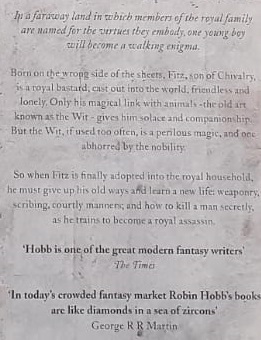 In a faraway land in which members of the royal family
are named for the virtues they embody, one young boy
will become a walking enigma.
Born on the wrong side of the sheets, Fitz, son of Chivalry,
is a royal bastard, cast out into the world, friendless and
lonely. Only his magical link with animals - the old art
known as the Wit - gives him solace and companionship.
But the Wit, if used too often, is a perilous magic, and one
abhorred by the nobility.
So when Fitz is finally adopted into the royal household,
he must give up his old ways and learn a new life: weaponry,
scribing, courtly manners; and how to kill a man secretly,
as he trains to become a royal assassin.
'Hobb is one of the great modern fantasy writers'
The Times
'In today's crowded fantasy market Robin Hobb's books
are like diamonds in a sea of zircons'
George R R Martin